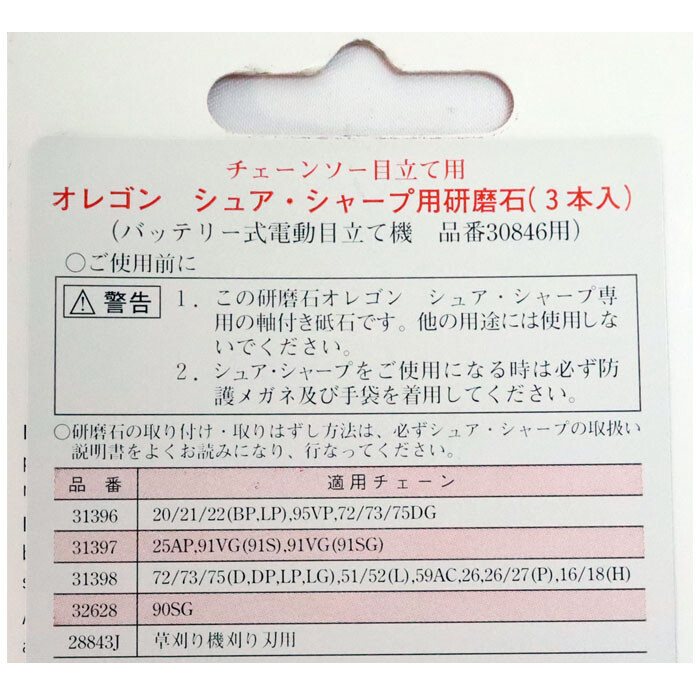 チェーンソー目立て用
オレゴン　シュア・シャープ用研磨石(３本入)
(バッテリー式電動目立て機　品番30846用)
○ご使用前に
⚠警告
１．この研磨石オレゴン　シュア・シャープ専
用の軸付き砥石です。他の用途には使用しな
いでください。
２．シュア・シャープをご使用になる時は必ず防
護メガネ及び手袋を着用してください。
○研磨石の取り付け・取りはずし方法は、必ずシュア・シャープの取扱い
説明書をよくお読みになり、行なってください。
品　番　適用チェーン
31396　20/21/22(BP,LP),95VP,72/73/75DG
31397　25AP,91VG(91S),91VG(91SG)
31398　72/73/75(D,DP,LP,LG),51/52(L),59AC,26,26/27(P),16/18(H)
32628　90SG
28843J　草刈り機刈り刃用